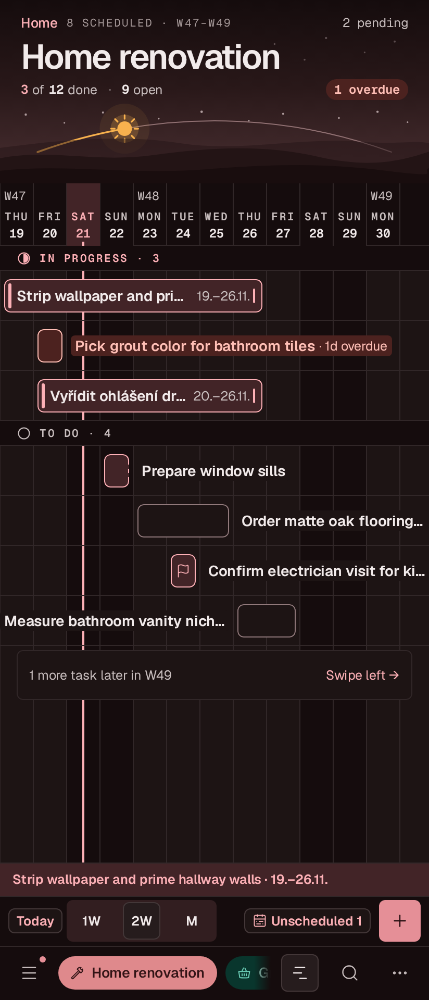 Home 8 SCHEDULED · W47–W49 2 pending
Home renovation
3 of 12 done · 9 open 1 overdue
W47 W48 W49
THU FRI SAT SUN MON TUE WED THU FRI SAT SUN MON
19 20 21 22 23 24 25 26 27 28 29 30
IN PROGRESS · 3
Strip wallpaper and pri... 19.–26.11.
Pick grout color for bathroom tiles · 1d overdue
Vyřídit ohlášení dr... 20.–26.11.
TO DO · 4
Prepare window sills
Order matte oak flooring...
Confirm electrician visit for ki...
Measure bathroom vanity nich...
1 more task later in W49 Swipe left →
Strip wallpaper and prime hallway walls · 19.–26.11.
Today 1W 2W M Unscheduled 1 +
Home renovation G